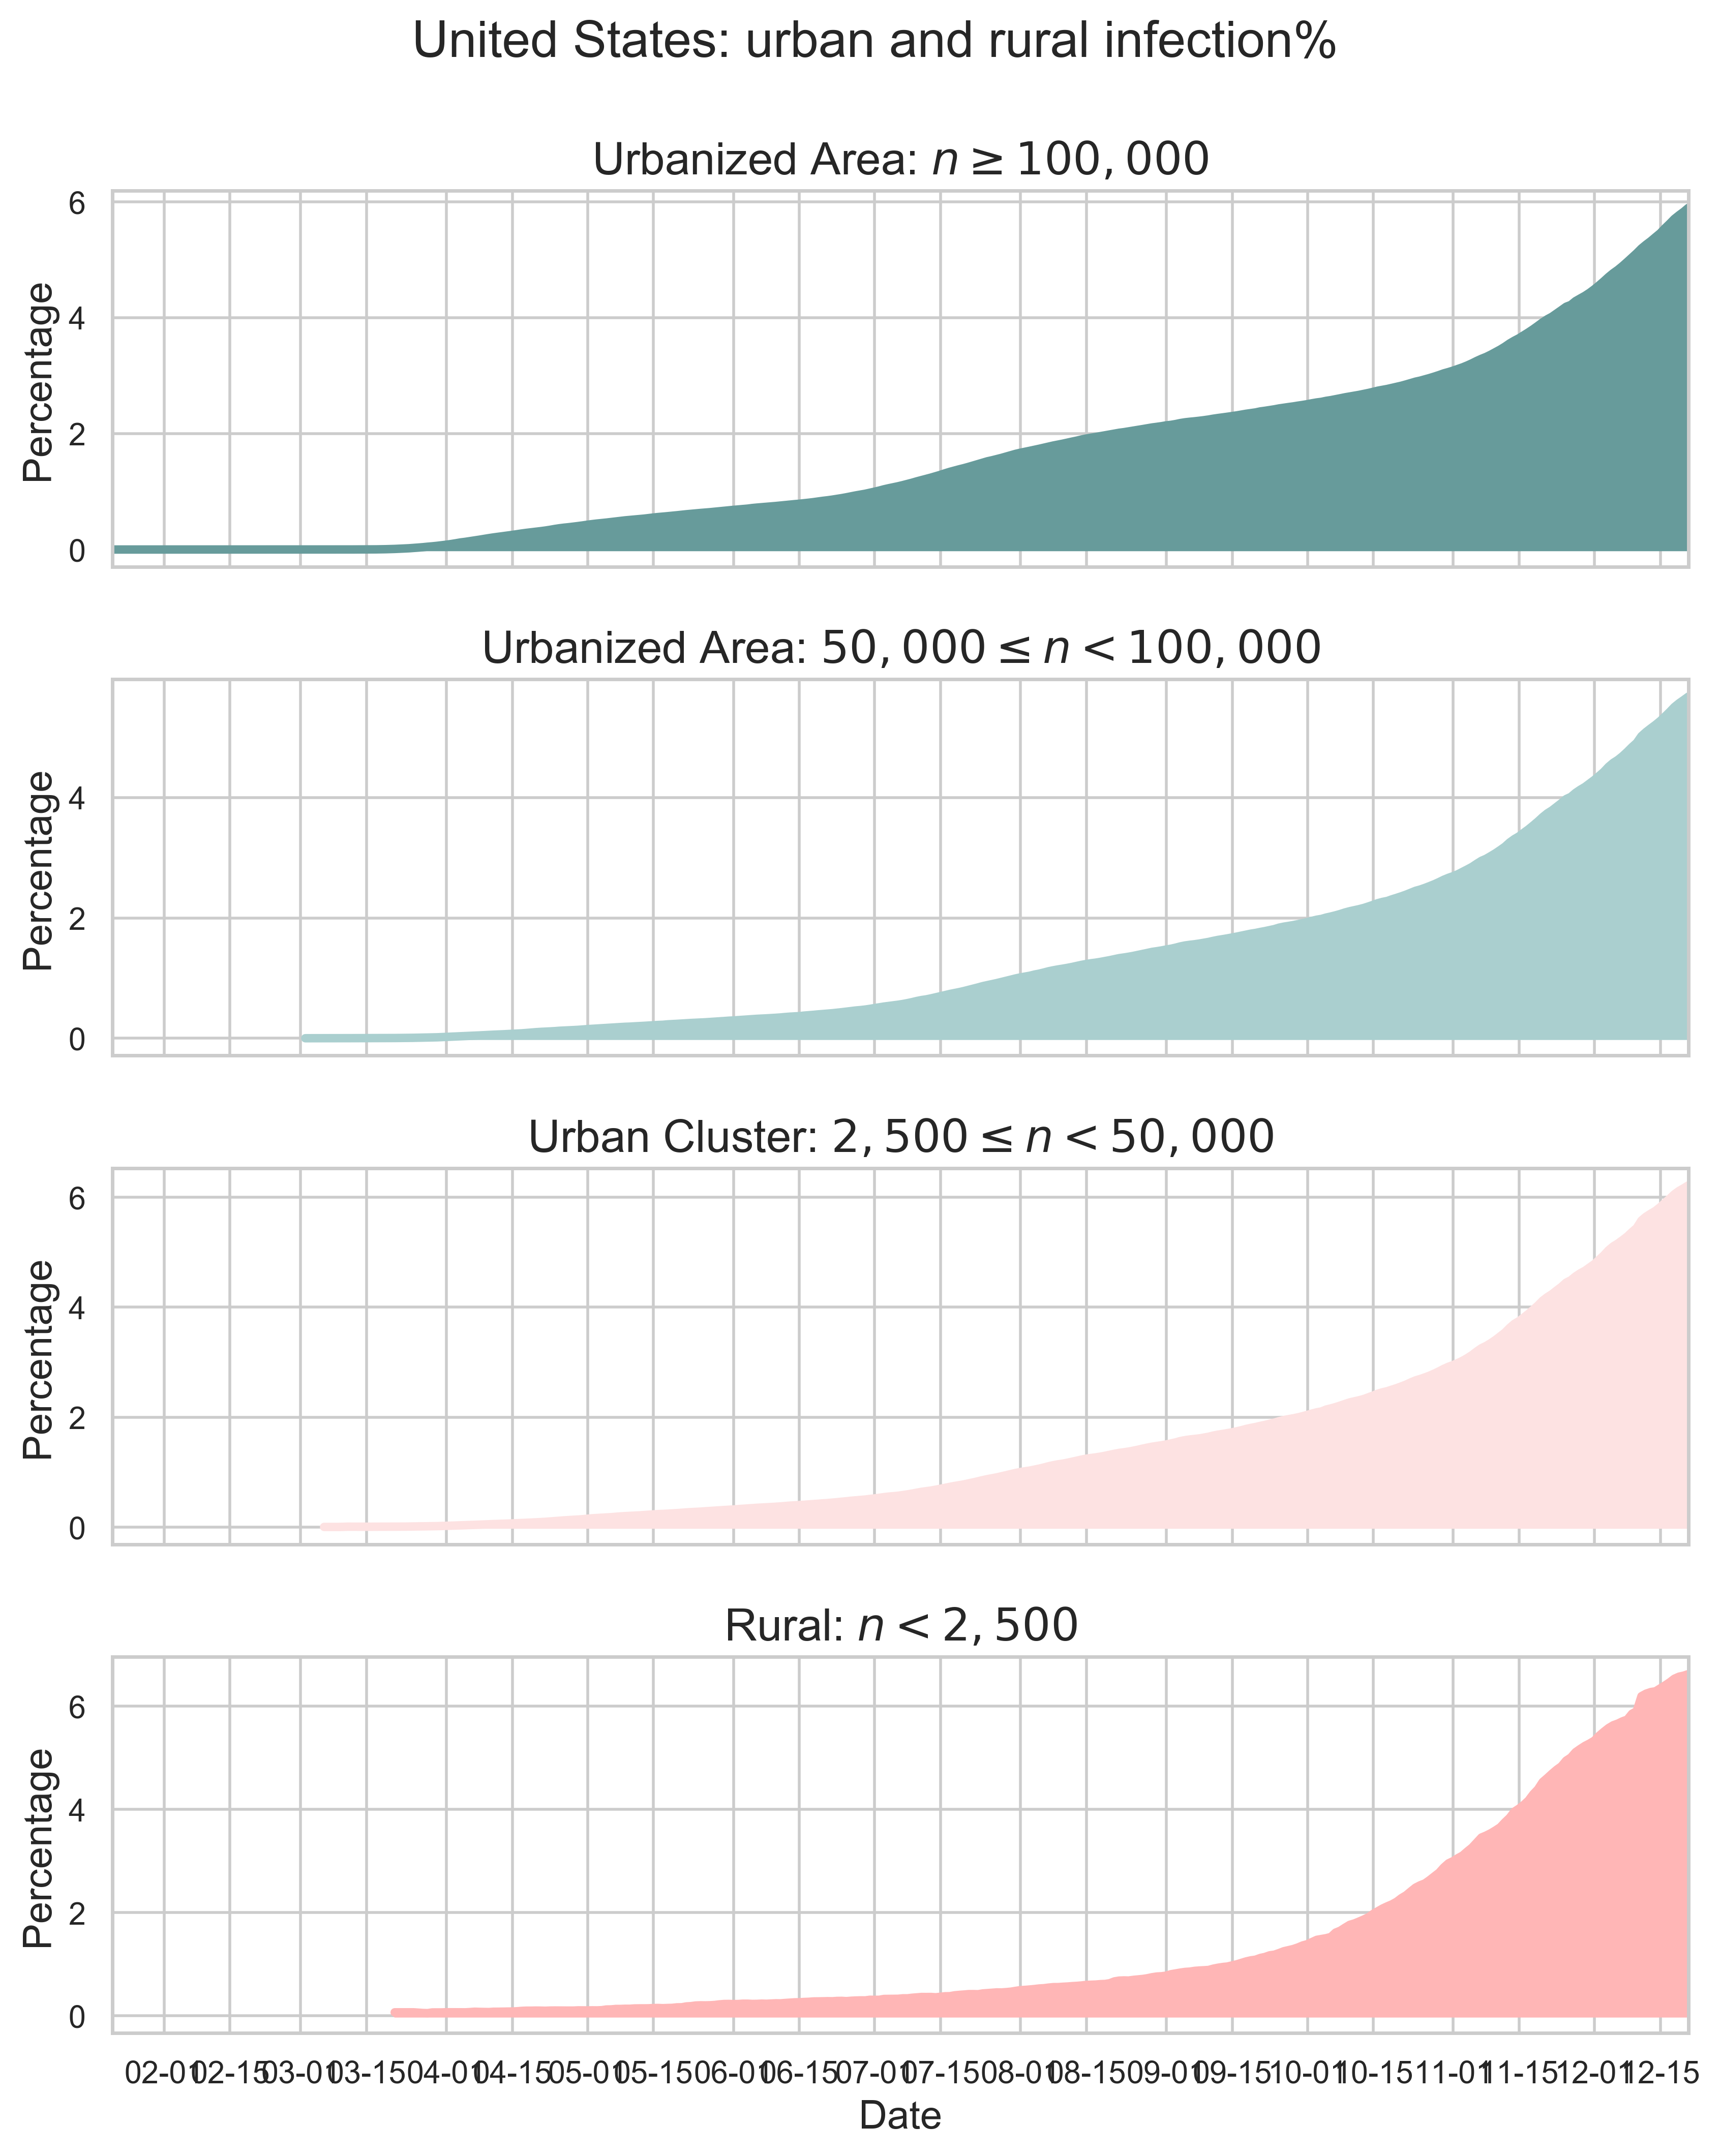 United States: urban and rural infection%
Urbanized Area: n ≥ 100, 000
6
4
2
0
Percentage
Urbanized Area: 50, 000 ≤ n < 100, 000
4
2
0
Percentage
Urban Cluster: 2, 500 ≤ n < 50, 000
6
4
2
0
Percentage
Rural: n < 2, 500
6
4
2
0
Percentage
02-01 02-15 03-01 03-15 04-01 04-15 05-01 05-15 06-01 06-15 07-01 07-15 08-01 08-15 09-01 09-15 10-01 10-15 11-01 11-15 12-01 12-15
Date